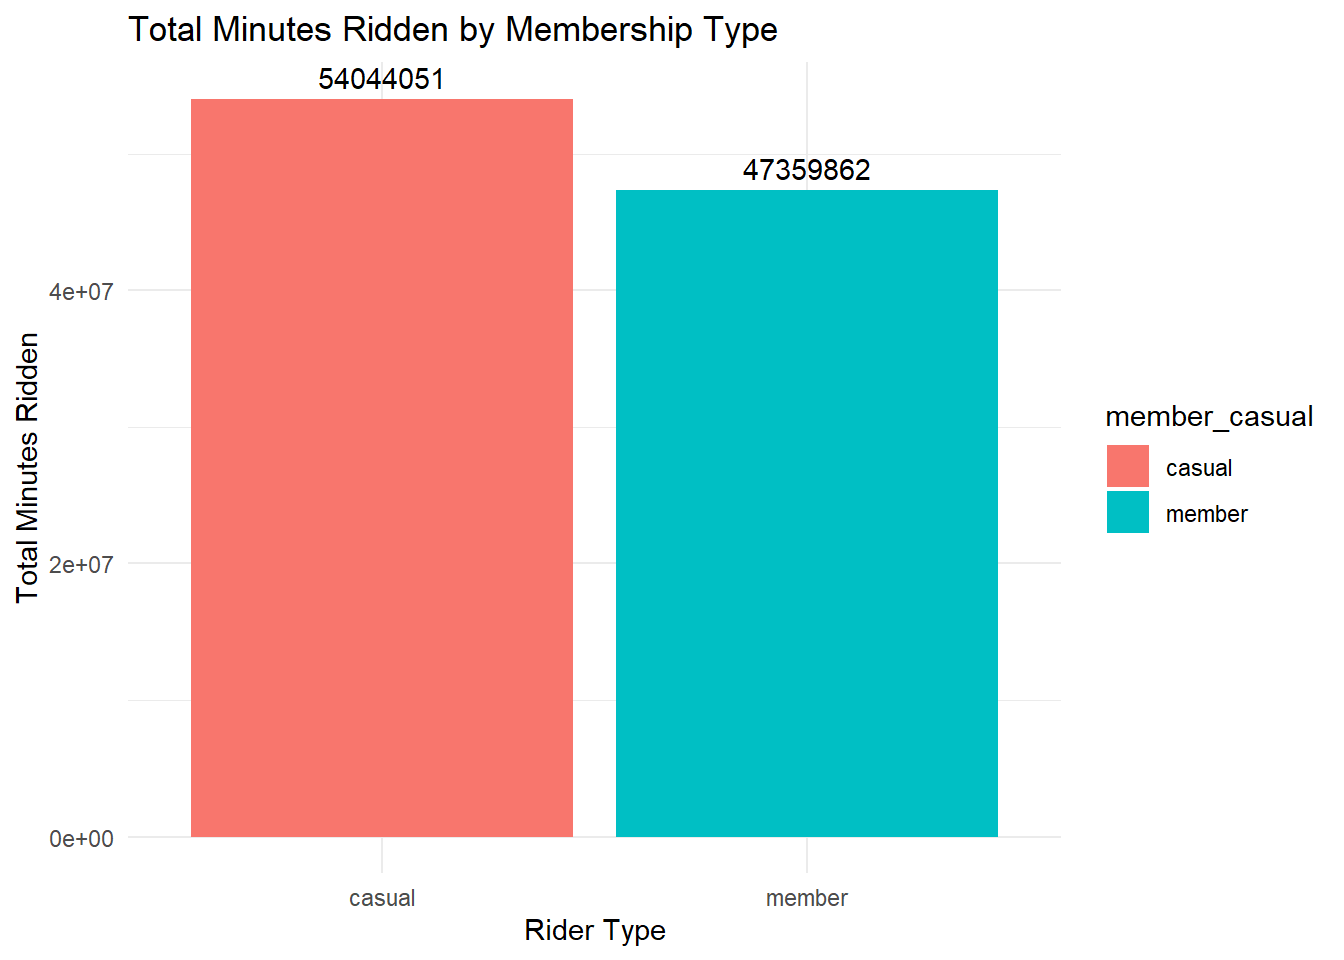 Total Minutes Ridden by Membership Type
54044051
47359862
4e+07
2e+07
0e+00
Total Minutes Ridden
casual
member
Rider Type
member_casual
casual
member